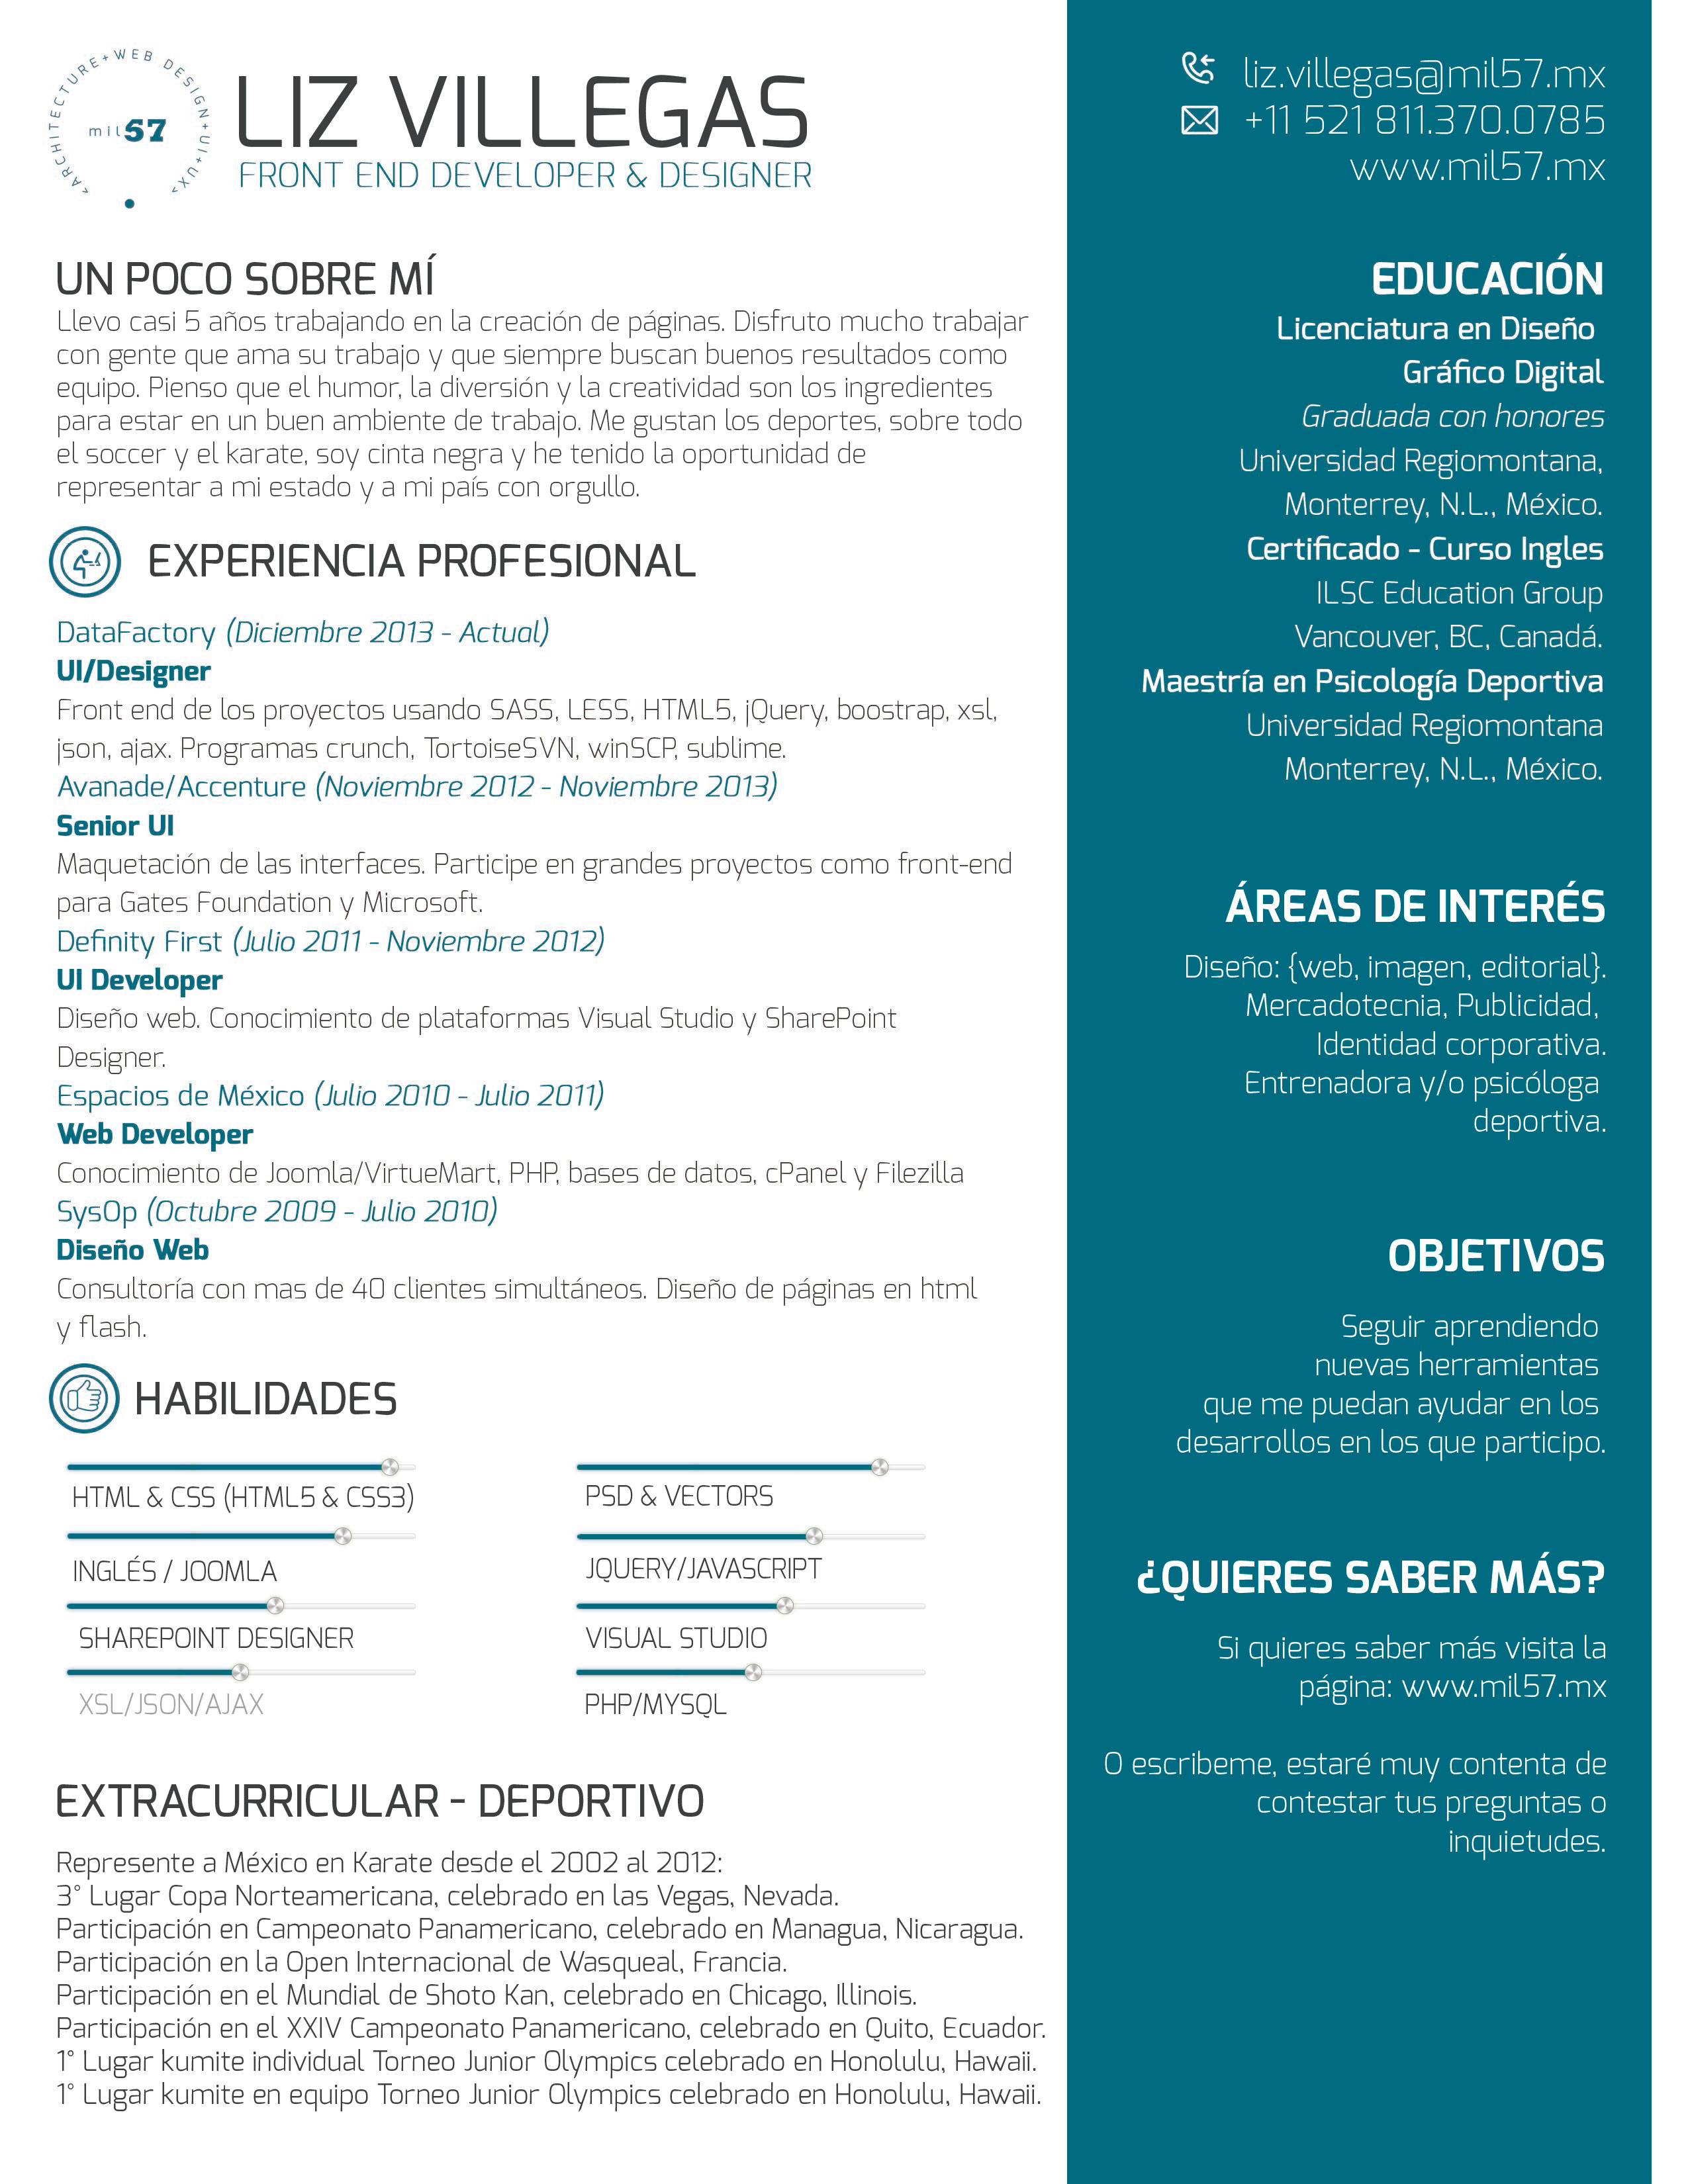 <ARCHITECTURE+WEB DESIGN+UI+UX>
mil57
LIZ VILLEGAS
FRONT END DEVELOPER & DESIGNER
UN POCO SOBRE MÍ
Llevo casi 5 años trabajando en la creación de páginas. Disfruto mucho trabajar
con gente que ama su trabajo y que siempre buscan buenos resultados como
equipo. Pienso que el humor, la diversión y la creatividad son los ingredientes
para estar en un buen ambiente de trabajo. Me gustan los deportes, sobre todo
el soccer y el karate, soy cinta negra y he tenido la oportunidad de
representar a mi estado y a mi país con orgullo.
EXPERIENCIA PROFESIONAL
DataFactory (Diciembre 2013 - Actual)
UI/Designer
Front end de los proyectos usando SASS, LESS, HTML5, jQuery, boostrap, xsl,
json, ajax. Programas crunch, TortoiseSVN, winSCP, sublime.
Avanade/Accenture (Noviembre 2012 - Noviembre 2013)
Senior UI
Maquetación de las interfaces. Participe en grandes proyectos como front-end
para Gates Foundation y Microsoft.
Definity First (Julio 2011 - Noviembre 2012)
UI Developer
Diseño web. Conocimiento de plataformas Visual Studio y SharePoint
Designer.
Espacios de México (Julio 2010 - Julio 2011)
Web Developer
Conocimiento de Joomla/VirtueMart, PHP, bases de datos, cPanel y Filezilla
SysOp (Octubre 2009 - Julio 2010)
Diseño Web
Consultoría con mas de 40 clientes simultáneos. Diseño de páginas en html
y flash.
HABILIDADES
HTML & CSS (HTML5 & CSS3)
PSD & VECTORS
INGLÉS / JOOMLA
JQUERY/JAVASCRIPT
SHAREPOINT DESIGNER
VISUAL STUDIO
XSL/JSON/AJAX
PHP/MYSQL
EXTRACURRICULAR - DEPORTIVO
Represente a México en Karate desde el 2002 al 2012:
3° Lugar Copa Norteamericana, celebrado en las Vegas, Nevada.
Participación en Campeonato Panamericano, celebrado en Managua, Nicaragua.
Participación en la Open Internacional de Wasqueal, Francia.
Participación en el Mundial de Shoto Kan, celebrado en Chicago, Illinois.
Participación en el XXIV Campeonato Panamericano, celebrado en Quito, Ecuador.
1° Lugar kumite individual Torneo Junior Olympics celebrado en Honolulu, Hawaii.
1° Lugar kumite en equipo Torneo Junior Olympics celebrado en Honolulu, Hawaii.
liz.villegas@mil57.mx
+11 521 811.370.0785
www.mil57.mx
EDUCACIÓN
Licenciatura en Diseño
Gráfico Digital
Graduada con honores
Universidad Regiomontana,
Monterrey, N.L., México.
Certificado - Curso Ingles
ILSC Education Group
Vancouver, BC, Canadá.
Maestría en Psicología Deportiva
Universidad Regiomontana
Monterrey, N.L., México.
ÁREAS DE INTERÉS
Diseño: {web, imagen, editorial}.
Mercadotecnia, Publicidad,
Identidad corporativa.
Entrenadora y/o psicóloga
deportiva.
OBJETIVOS
Seguir aprendiendo
nuevas herramientas
que me puedan ayudar en los
desarrollos en los que participo.
¿QUIERES SABER MÁS?
Si quieres saber más visita la
página: www.mil57.mx
O escribeme, estaré muy contenta de
contestar tus preguntas o
inquietudes.